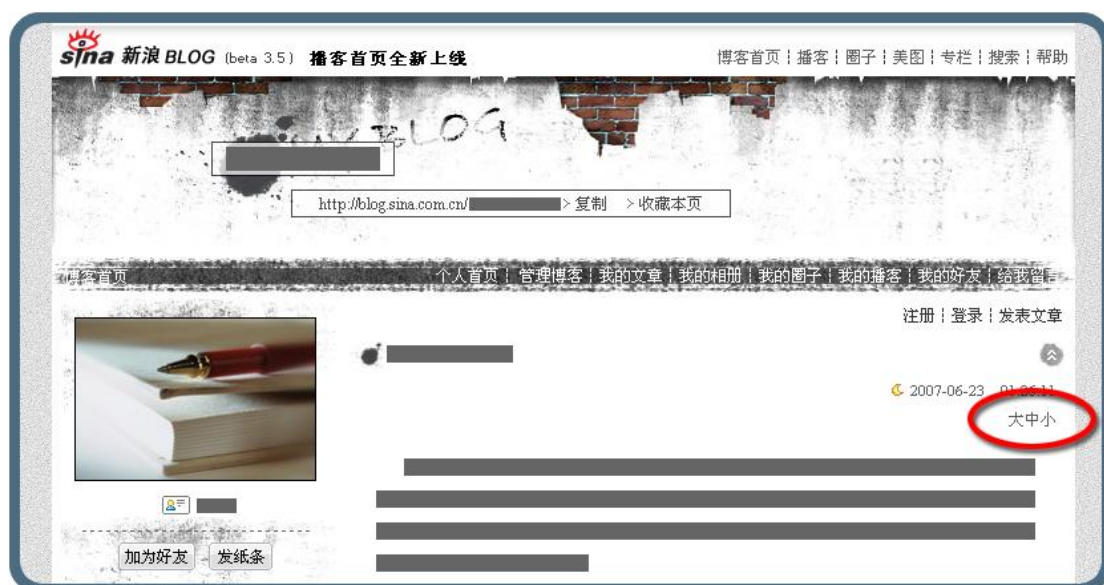 sina 新浪 BLOG (beta 3.5) 播客首页全新上线 博客首页 ¦ 播客 ¦ 圈子 ¦ 美图 ¦ 专栏 ¦ 搜索 ¦ 帮助
MY BLOG
http://blog.sina.com.cn/ > 复制 > 收藏本页
博客首页 个人首页 ¦ 管理博客 ¦ 我的文章 ¦ 我的相册 ¦ 我的圈子 ¦ 我的播客 ¦ 我的好友 ¦ 给我留言
注册 ¦ 登录 ¦ 发表文章
2007-06-23 01:26:11
大中小
加为好友 发纸条